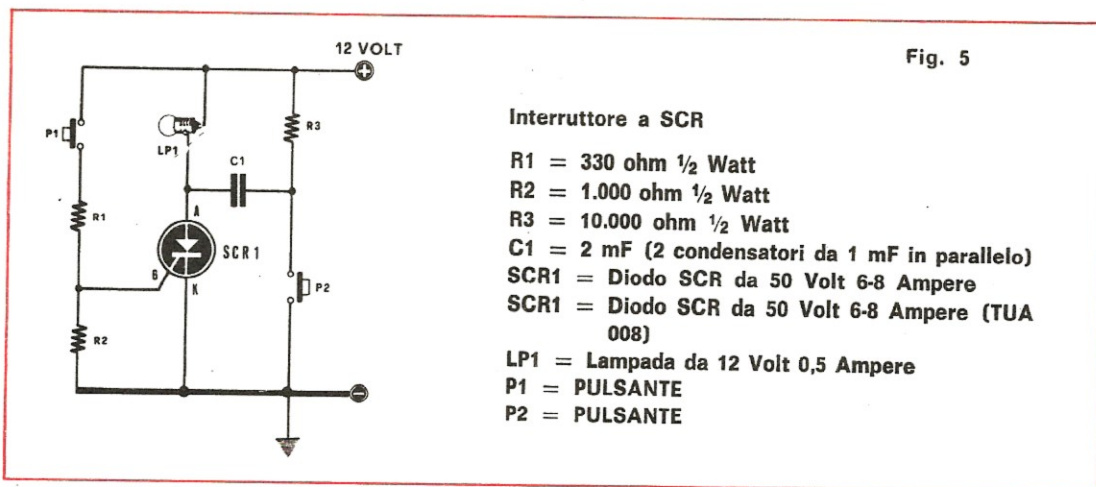 12 VOLT
Fig. 5
P1
LP1
R3
C1
R1
A
SCR1
B
K
P2
R2
Interruttore a SCR
R1 = 330 ohm ½ Watt
R2 = 1.000 ohm ½ Watt
R3 = 10.000 ohm ½ Watt
C1 = 2 mF (2 condensatori da 1 mF in parallelo)
SCR1 = Diodo SCR da 50 Volt 6-8 Ampere
SCR1 = Diodo SCR da 50 Volt 6-8 Ampere (TUA
008)
LP1 = Lampada da 12 Volt 0,5 Ampere
P1 = PULSANTE
P2 = PULSANTE